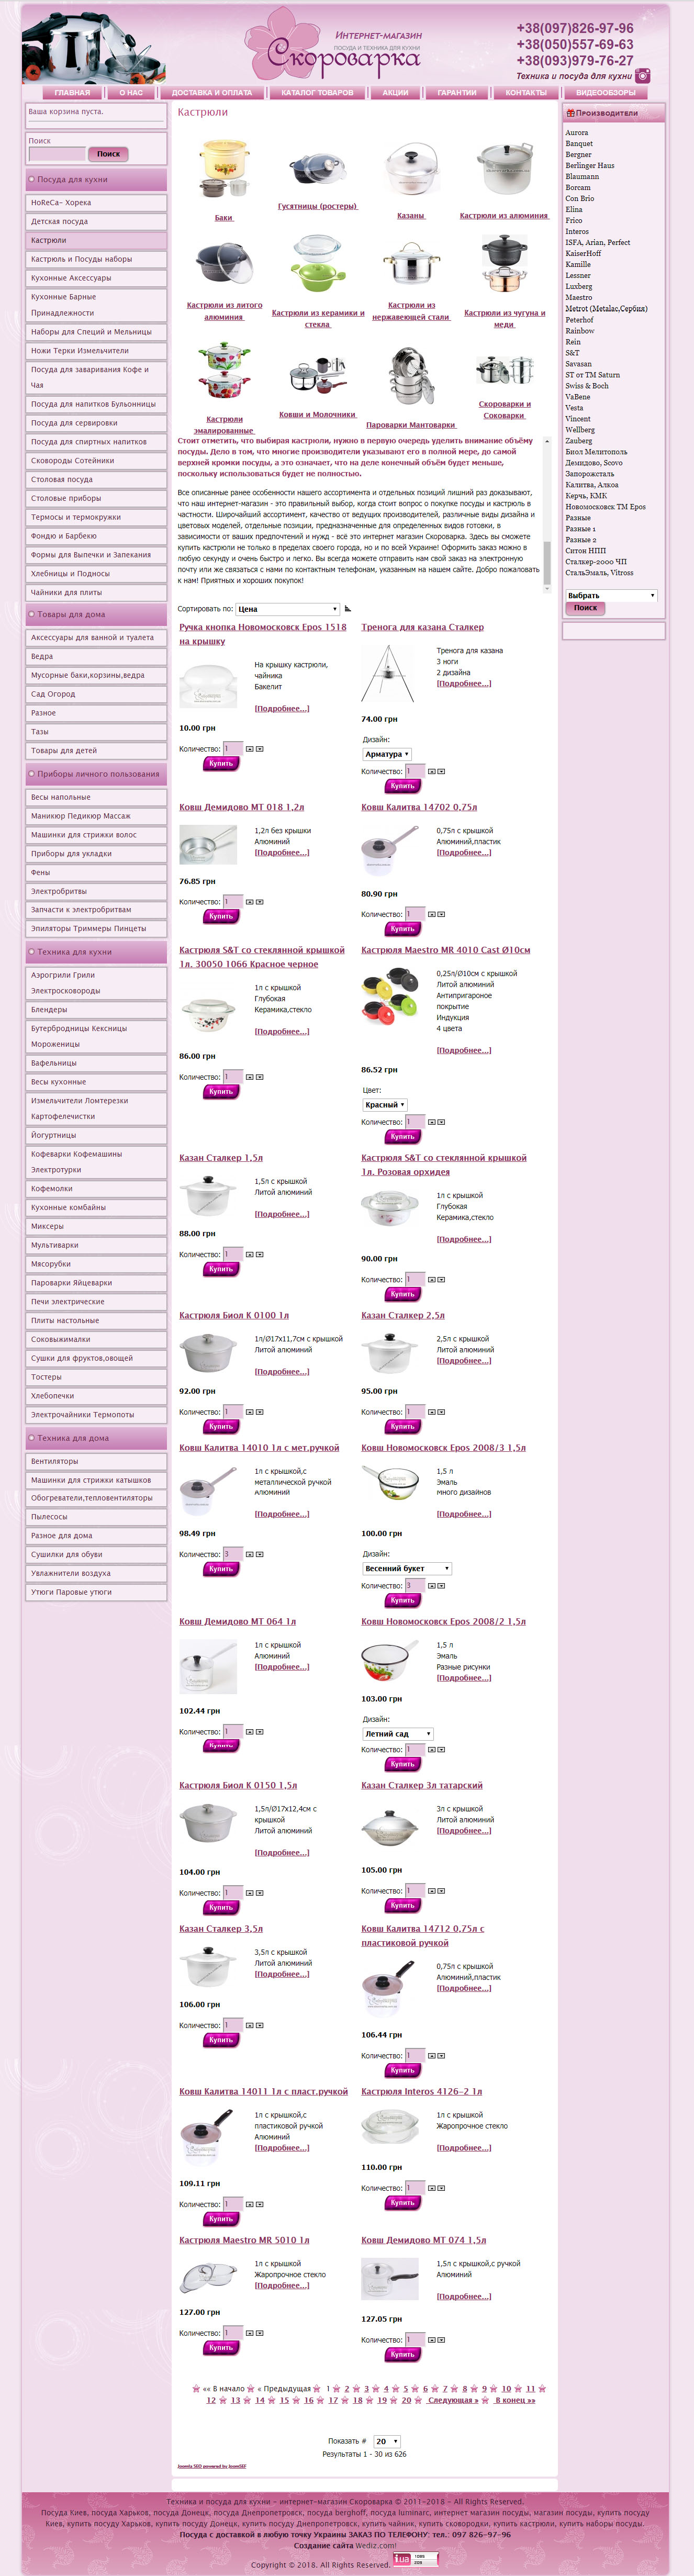 Интернет-магазин
ПОСУДА И ТЕХНИКА ДЛЯ КУХНИ
Скороварка
+38(097)826-97-96
+38(050)557-69-63
+38(093)979-76-27
Техника и посуда для кухни
ГЛАВНАЯ
О НАС
ДОСТАВКА И ОПЛАТА
КАТАЛОГ ТОВАРОВ
АКЦИИ
ГАРАНТИИ
КОНТАКТЫ
ВИДЕООБЗОРЫ
Ваша корзина пуста.
Поиск
Поиск
Посуда для кухни
HoReCa- Хорека
Детская посуда
Кастрюли
Кастрюль и Посуды наборы
Кухонные Аксессуары
Кухонные Барные
Принадлежности
Наборы для Специй и Мельницы
Ножи Терки Измельчители
Посуда для заваривания Кофе и
Чая
Посуда для напитков Бульонницы
Посуда для сервировки
Посуда для спиртных напитков
Сковороды Сотейники
Столовая посуда
Столовые приборы
Термосы и термокружки
Фондю и Барбекю
Формы для Выпечки и Запекания
Хлебницы и Подносы
Чайники для плиты
Товары для дома
Аксессуары для ванной и туалета
Ведра
Мусорные баки,корзины,ведра
Сад Огород
Разное
Тазы
Товары для детей
Приборы личного пользования
Весы напольные
Маникюр Педикюр Массаж
Машинки для стрижки волос
Приборы для укладки
Фены
Электробритвы
Запчасти к электробритвам
Эпиляторы Триммеры Пинцеты
Техника для кухни
Аэрогрили Грили
Электросковороды
Блендеры
Бутербродницы Кексницы
Мороженицы
Вафельницы
Весы кухонные
Измельчители Ломтерезки
Картофелечистки
Йогуртницы
Кофеварки Кофемашины
Электротурки
Кофемолки
Кухонные комбайны
Миксеры
Мультиварки
Мясорубки
Пароварки Яйцеварки
Печи электрические
Плиты настольные
Соковыжималки
Сушки для фруктов,овощей
Тостеры
Хлебопечки
Электрочайники Термопоты
Техника для дома
Вентиляторы
Машинки для стрижки катышков
Обогреватели,тепловентиляторы
Пылесосы
Разное для дома
Сушилки для обуви
Увлажнители воздуха
Утюги Паровые утюги
Кастрюли
Баки
Гусятницы (ростеры)
Казаны
Кастрюли из алюминия
Кастрюли из литого
алюминия
Кастрюли из керамики и
стекла
Кастрюли из
нержавеющей стали
Кастрюли из чугуна и
меди
Кастрюли
эмалированные
Ковши и Молочники
Пароварки Мантоварки
Скороварки и
Соковарки
Стоит отметить, что выбирая кастрюли, нужно в первую очередь уделить внимание объёму
посуды. Дело в том, что многие производители указывают его в полной мере, до самой
верхней кромки посуды, а это означает, что на деле конечный объём будет меньше,
поскольку использоваться будет не полностью.
Все описанные ранее особенности нашего ассортимента и отдельных позиций лишний раз доказывают,
что наш интернет-магазин - это правильный выбор, когда стоит вопрос о покупке посуды и кастрюль в
частности. Широчайший ассортимент, качество ведущих производителей, различные виды дизайна и
цветовых моделей, отдельные позиции, предназначенные для определенных видов готовки, в
зависимости от ваших предпочтений и нужд - всё это интернет магазин Скороварка. Здесь вы сможете
купить кастрюли не только в пределах своего города, но и по всей Украине! Оформить заказ можно в
любую секунду и очень быстро и легко. Вы всегда можете отправить нам свой заказ на электронную
почту или же связаться с нами по контактным телефонам, указанным на нашем сайте. Добро пожаловать
к нам! Приятных и хороших покупок!
Сортировать по: Цена
Ручка кнопка Новомосковск Epos 1518
на крышку
На крышку кастрюли,
чайника
Бакелит
[Подробнее...]
10.00 грн
Количество: 1
Купить
Тренога для казана Сталкер
Тренога для казана
3 ноги
2 дизайна
[Подробнее...]
74.00 грн
Дизайн:
Арматура
Количество: 1
Купить
Ковш Демидово МТ 018 1,2л
1,2л без крышки
Алюминий
[Подробнее...]
76.85 грн
Количество: 1
Купить
Ковш Калитва 14702 0,75л
0,75л с крышкой
Алюминий,пластик
[Подробнее...]
80.90 грн
Количество: 1
Купить
Кастрюля S&T со стеклянной крышкой
1л. 30050 1066 Красное черное
1л с крышкой
Глубокая
Керамика,стекло
[Подробнее...]
86.00 грн
Количество: 1
Купить
Кастрюля Maestro MR 4010 Cast Ø10см
0,25л/Ø10см с крышкой
Литой алюминий
Антипригароное
покрытие
Индукция
4 цвета
[Подробнее...]
86.52 грн
Цвет:
Красный
Количество: 1
Купить
Казан Сталкер 1,5л
1,5л с крышкой
Литой алюминий
[Подробнее...]
88.00 грн
Количество: 1
Купить
Кастрюля S&T со стеклянной крышкой
1л. Розовая орхидея
1л с крышкой
Глубокая
Керамика,стекло
[Подробнее...]
90.00 грн
Количество: 1
Купить
Кастрюля Биол К 0100 1л
1л/Ø17х11,7см с крышкой
Литой алюминий
[Подробнее...]
92.00 грн
Количество: 1
Купить
Казан Сталкер 2,5л
2,5л с крышкой
Литой алюминий
[Подробнее...]
95.00 грн
Количество: 1
Купить
Ковш Калитва 14010 1л с мет,ручкой
1л с крышкой,с
металлической ручкой
Алюминий
[Подробнее...]
98.49 грн
Количество: 3
Купить
Ковш Новомосковск Epos 2008/3 1,5л
1,5 л
Эмаль
много дизайнов
[Подробнее...]
100.00 грн
Дизайн:
Весенний букет
Количество: 3
Купить
Ковш Демидово МТ 064 1л
1л с крышкой
Алюминий
[Подробнее...]
102.44 грн
Количество: 1
Купить
Ковш Новомосковск Epos 2008/2 1,5л
1,5 л
Эмаль
Разные рисунки
[Подробнее...]
103.00 грн
Дизайн:
Летний сад
Количество: 1
Купить
Кастрюля Биол К 0150 1,5л
1,5л/Ø17х12,4см с
крышкой
Литой алюминий
[Подробнее...]
104.00 грн
Количество: 1
Купить
Казан Сталкер 3л татарский
3л с крышкой
Литой алюминий
[Подробнее...]
105.00 грн
Количество: 1
Купить
Казан Сталкер 3,5л
3,5л с крышкой
Литой алюминий
[Подробнее...]
106.00 грн
Количество: 1
Купить
Ковш Калитва 14712 0,75л с
пластиковой ручкой
0,75л с крышкой
Алюминий,пластик
[Подробнее...]
106.44 грн
Количество: 1
Купить
Ковш Калитва 14011 1л с пласт,ручкой
1л с крышкой,с
пластиковой ручкой
Алюминий
[Подробнее...]
109.11 грн
Количество: 1
Купить
Кастрюля Interos 4126-2 1л
1л с крышкой
Жаропрочное стекло
[Подробнее...]
110.00 грн
Количество: 1
Купить
Кастрюля Maestro MR 5010 1л
1л с крышкой
Жаропрочное стекло
[Подробнее...]
127.00 грн
Количество: 1
Купить
Ковш Демидово МТ 074 1,5л
1,5л с крышкой,с ручкой
Алюминий
[Подробнее...]
127.05 грн
Количество: 1
Купить
«« В начало « Предыдущая 1 2 3 4 5 6 7 8 9 10 11
12 13 14 15 16 17 18 19 20 Следующая » В конец »»
Показать # 20
Результаты 1 - 30 из 626
Joomla SEO powered by JoomSEF
Производители
Aurora
Banquet
Bergner
Berlinger Haus
Blaumann
Borcam
Con Brio
Elina
Frico
Interos
ISFA, Arian, Perfect
KaiserHoff
Kamille
Lessner
Luxberg
Maestro
Metrot (Metalac,Сербия)
Peterhof
Rainbow
Rein
S&T
Savasan
ST от ТМ Saturn
Swiss & Boch
VaBene
Vesta
Vincent
Wellberg
Zauberg
Биол Мелитополь
Демидово, Scovo
Запорожсталь
Калитва, Алкоа
Керчь, КМК
Новомосковск ТМ Epos
Разные
Разные 1
Разные 2
Ситон НПП
Сталкер-2000 ЧП
СтальЭмаль, Vitross
Выбрать
Поиск
Техника и посуда для кухни - интернет-магазин Скороварка © 2011-2018 - All Rights Reserved.
Посуда Киев, посуда Харьков, посуда Донецк, посуда Днепропетровск, посуда berghoff, посуда luminarc, интернет магазин посуды, магазин посуды, купить посуду
Киев, купить посуду Харьков, купить посуду Донецк, купить посуду Днепропетровск, купить чайник, купить сковородки, купить кастрюли, купить наборы посуды.
Посуда с доставкой в любую точку Украины ЗАКАЗ ПО ТЕЛЕФОНУ: тел.: 097 826-97-96
Создание сайта Wediz.com!
Copyright © 2018. All Rights Reserved.